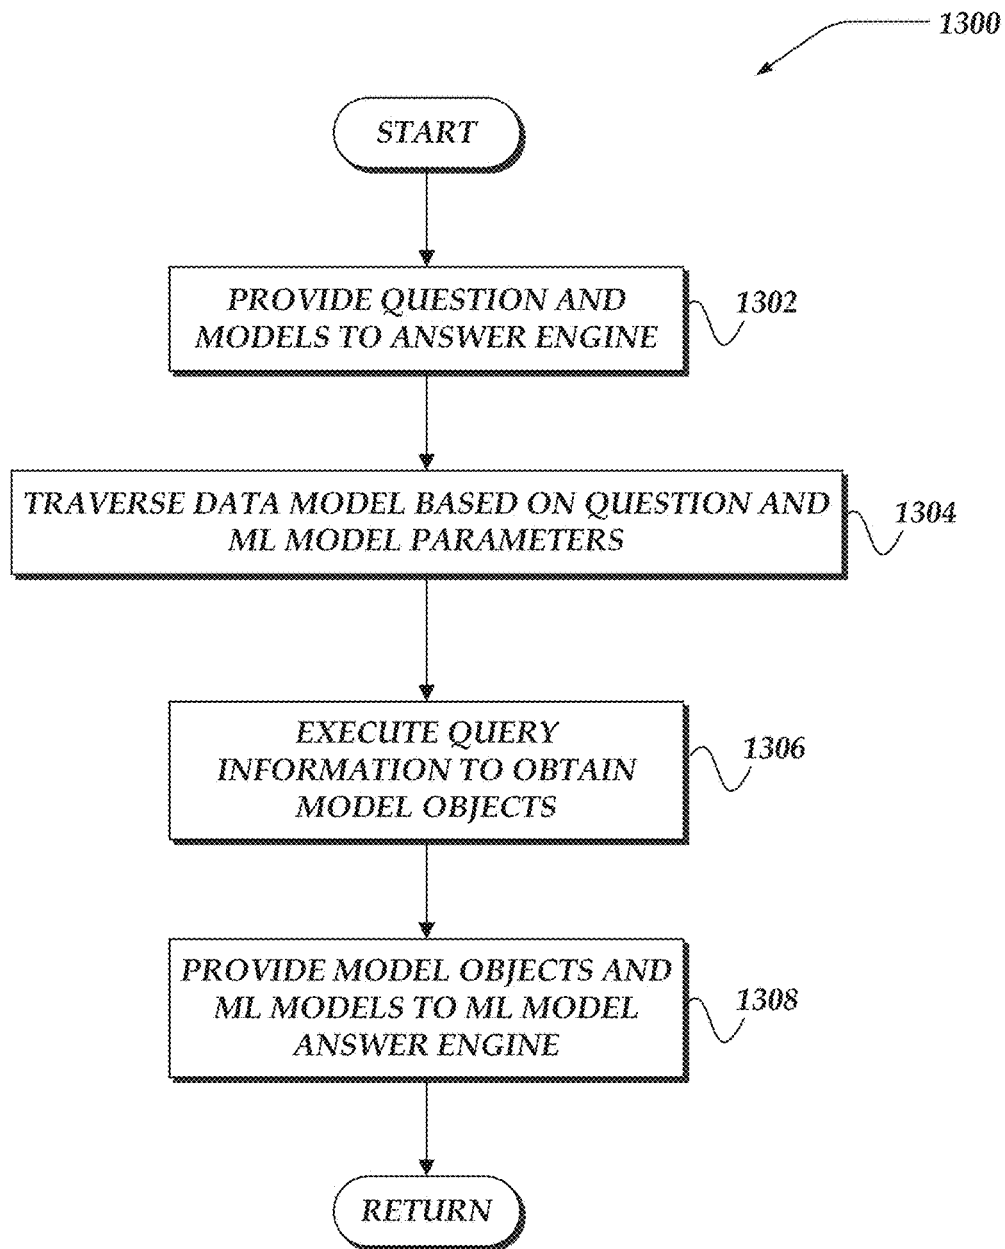 1300
START
PROVIDE QUESTION AND
MODELS TO ANSWER ENGINE
1302
TRAVERSE DATA MODEL BASED ON QUESTION AND
ML MODEL PARAMETERS
1304
EXECUTE QUERY
INFORMATION TO OBTAIN
MODEL OBJECTS
1306
PROVIDE MODEL OBJECTS AND
ML MODELS TO ML MODEL
ANSWER ENGINE
1308
RETURN